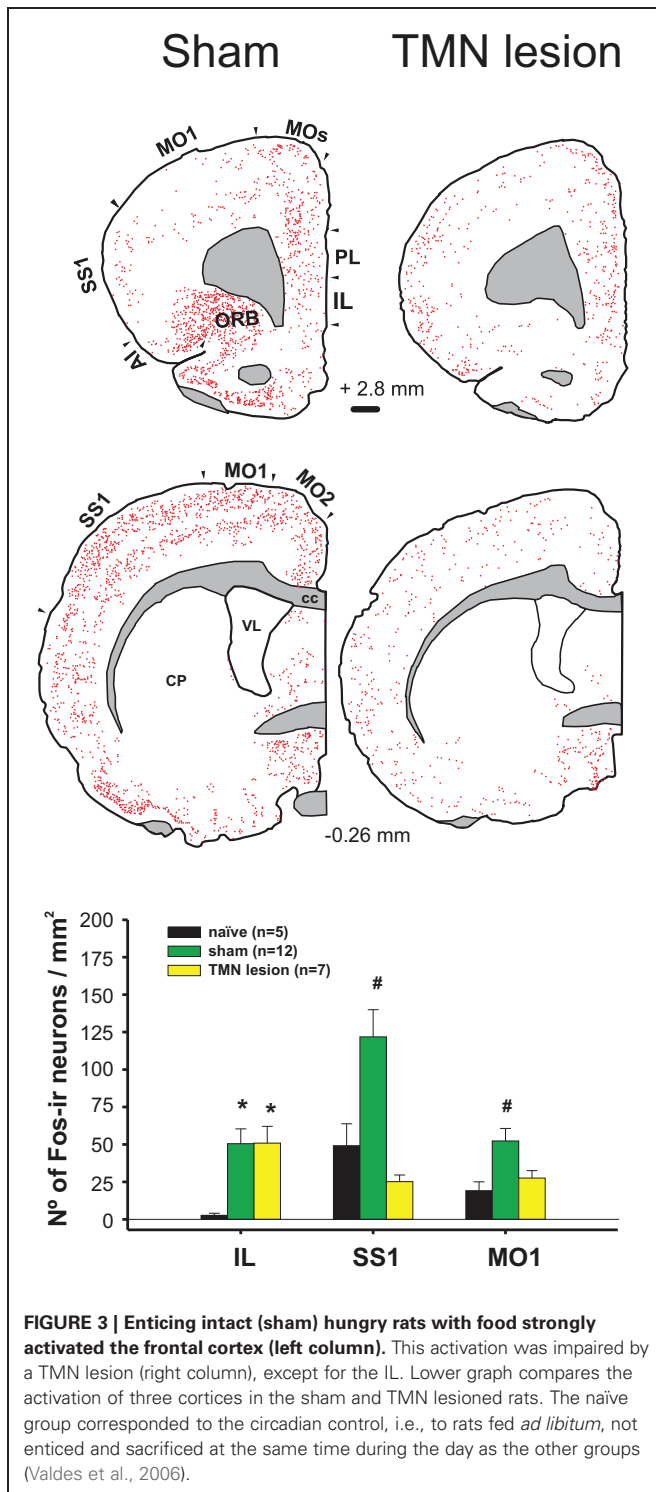 Sham TMN lesion
MO1
MOs
SS1
PL
IL
ORB
AI
+ 2.8 mm
MO1
MO2
SS1
cc
VL
CP
-0.26 mm
Nº of Fos-ir neurons / mm²
200
175
150
125
100
75
50
25
0
naïve (n=5)
sham (n=12)
TMN lesion (n=7)
* *
#
#
IL SS1 MO1
FIGURE 3 | Enticing intact (sham) hungry rats with food strongly
activated the frontal cortex (left column). This activation was impaired by
a TMN lesion (right column), except for the IL. Lower graph compares the
activation of three cortices in the sham and TMN lesioned rats. The naïve
group corresponded to the circadian control, i.e., to rats fed ad libitum, not
enticed and sacrificed at the same time during the day as the other groups
(Valdes et al., 2006).